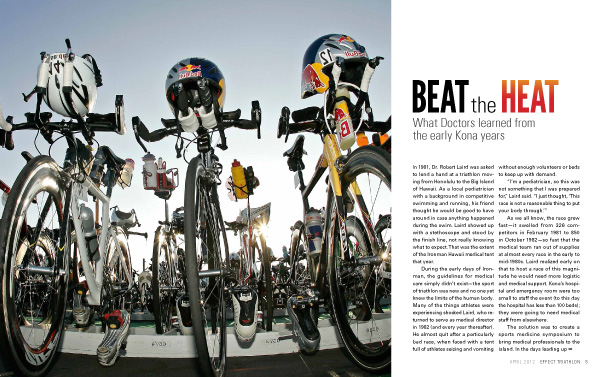 BEAT the HEAT
What Doctors learned from
the early Kona years
In 1981, Dr. Robert Laird was asked
to lend a hand at a triathlon mov-
ing from Honolulu to the Big Island
of Hawaii. As a local pediatrician
with a background in competitive
swimming and running, his friend
thought he would be good to have
around in case anything happened
during the swim. Laird showed up
with a stethoscope and stood by
the finish line, not really knowing
what to expect. That was the extent
of the Ironman Hawaii medical tent
that year.
During the early days of Iron-
man, the guidelines for medical
care simply didn't exist—the sport
of triathlon was new and no one yet
knew the limits of the human body.
Many of the things athletes were
experiencing shocked Laird, who re-
turned to serve as medical director
in 1982 (and every year thereafter).
He almost quit after a particularly
bad race, when faced with a tent
full of athletes seizing and vomiting
without enough volunteers or beds
to keep up with demand.
"I'm a pediatrician, so this was
not something that I was prepared
for," Laird said. "I just thought, 'This
race is not a reasonable thing to put
your body through.'"
As we all know, the race grew
fast—it swelled from 326 com-
petitors in February 1981 to 850
in October 1982—so fast that the
medical team ran out of supplies
at almost every race in the early to
mid-1980s. Laird realized early on
that to host a race of this magni-
tude he would need more logistic
and medical support. Kona's hospi-
tal and emergency room were too
small to staff the event (to this day
the hospital has less than 100 beds);
they were going to need medical
staff from elsewhere.
The solution was to create a
sports medicine symposium to
bring medical professionals to the
island. In the days leading up
APRIL 2012 EFFECT TRIATHLON 5